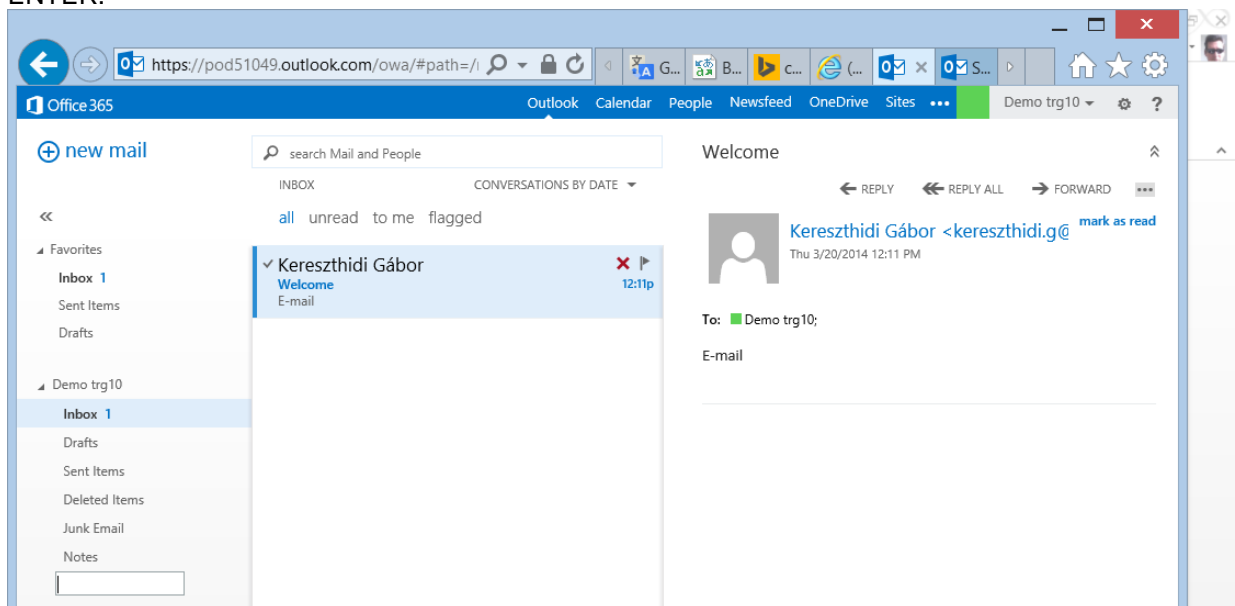 ENTER.
https://pod51049.outlook.com/owa/#path=/
G...
B...
c...
(...
S...
Office 365
Outlook Calendar People Newsfeed OneDrive Sites ••• Demo trg10 ?
new mail
search Mail and People
INBOX CONVERSATIONS BY DATE
all unread to me flagged
Favorites
Inbox 1
Sent Items
Drafts
Demo trg10
Inbox 1
Drafts
Sent Items
Deleted Items
Junk Email
Notes
Kereszthidi Gábor
Welcome 12:11p
E-mail
Welcome
REPLY REPLY ALL FORWARD •••
mark as read
Kereszthidi Gábor <kereszthidi.g@
Thu 3/20/2014 12:11 PM
To: Demo trg10;
E-mail